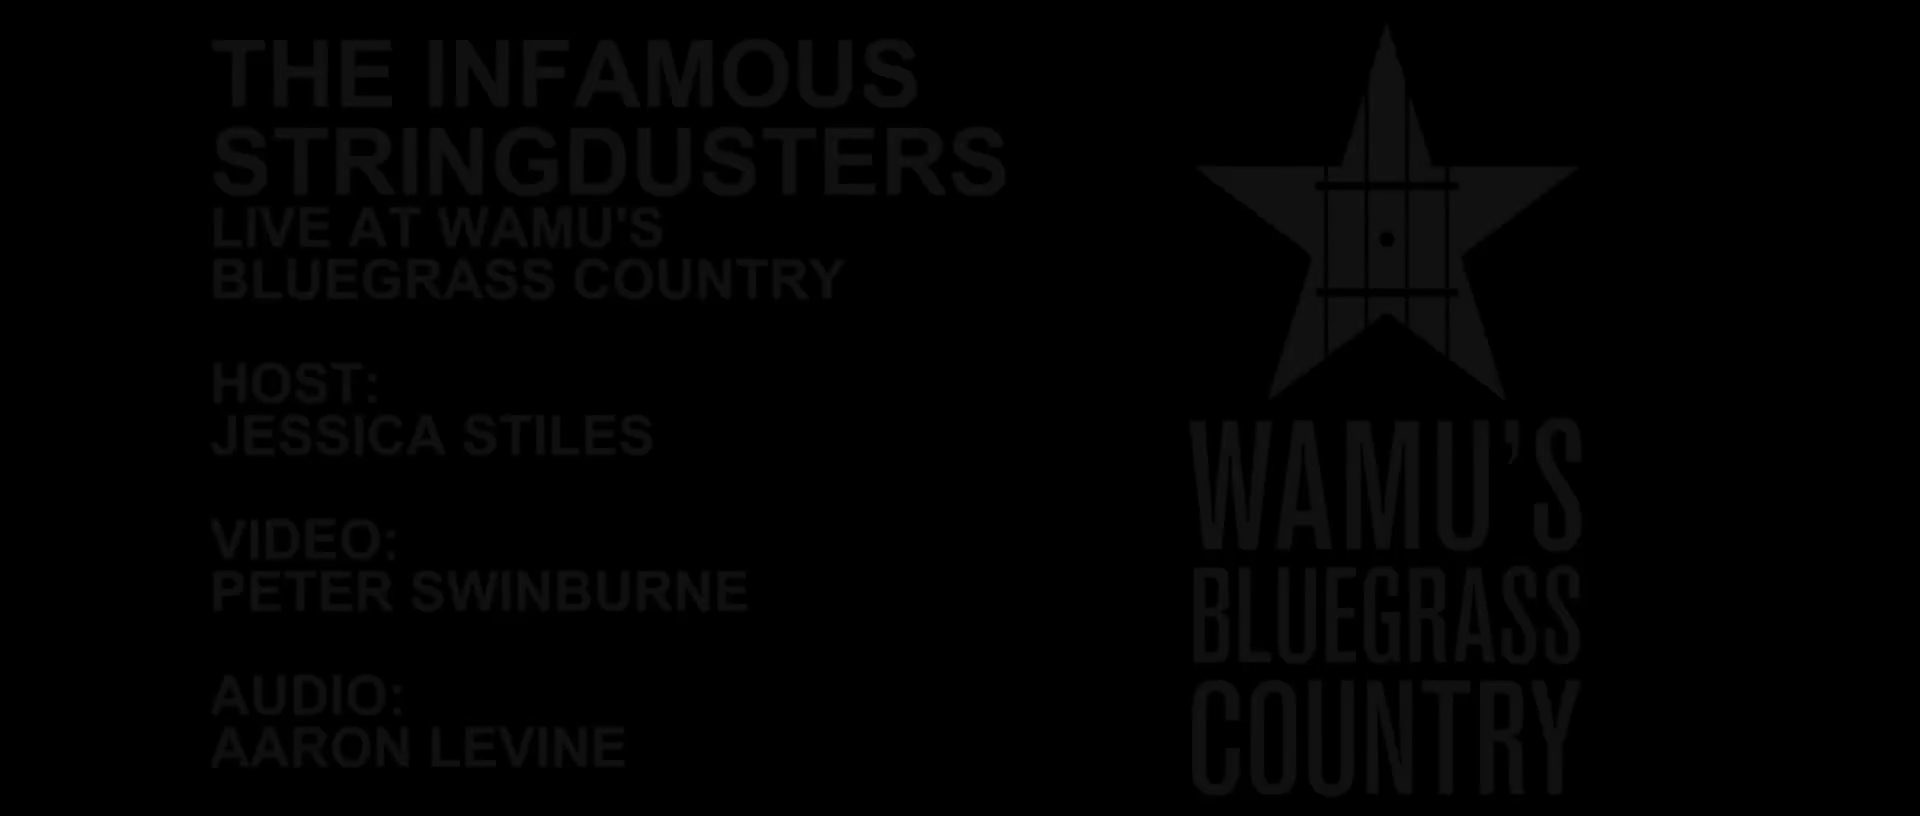 THE INFAMOUS
STRINGDUSTERS
LIVE AT WAMU'S
BLUEGRASS COUNTRY
HOST:
JESSICA STILES
VIDEO:
PETER SWINBURNE
AUDIO:
AARON LEVINE
WAMU'S
BLUEGRASS
COUNTRY